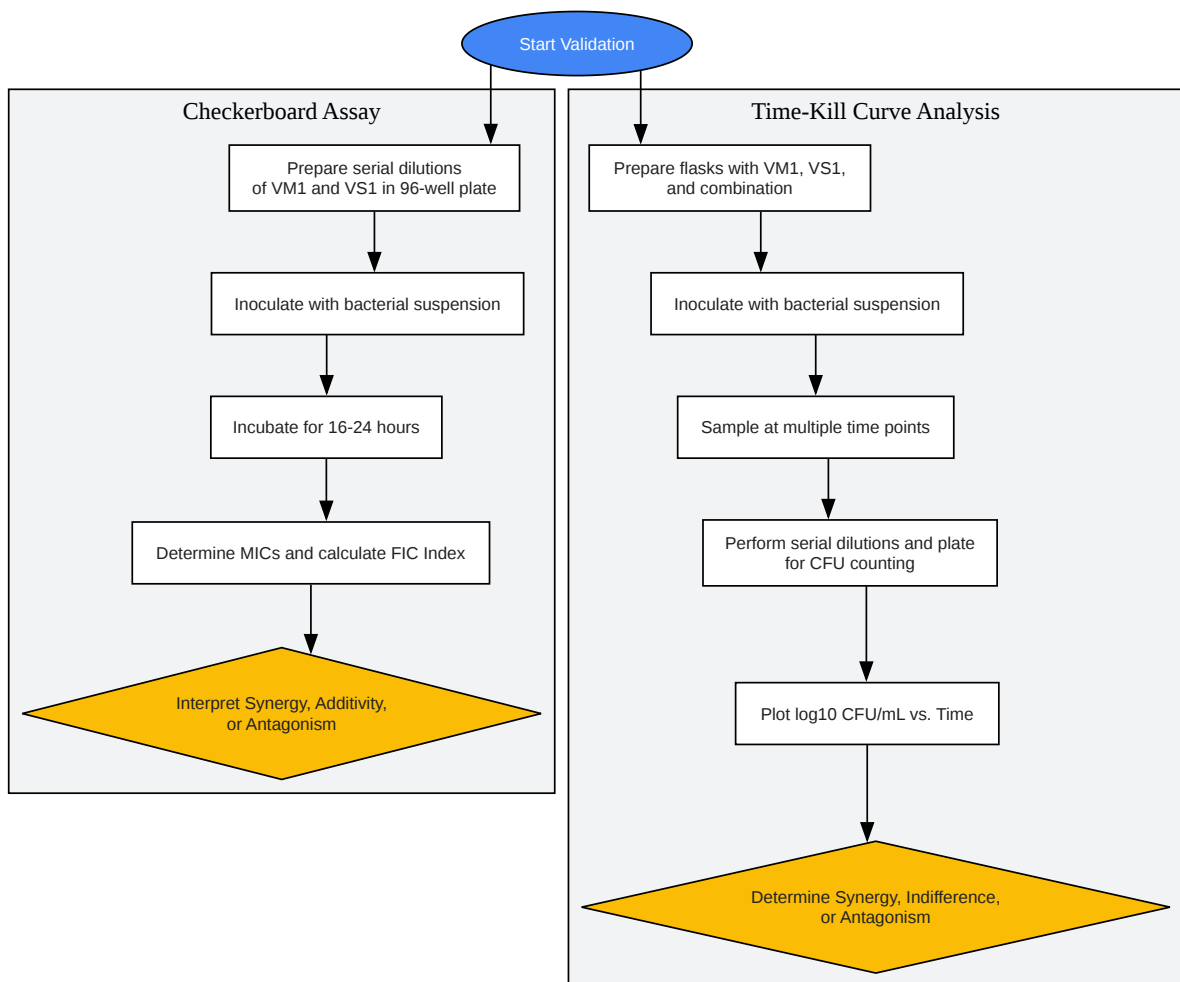 Start Validation
Checkerboard Assay
Prepare serial dilutions
of VM1 and VS1 in 96-well plate
Inoculate with bacterial suspension
Incubate for 16-24 hours
Determine MICs and calculate FIC Index
Interpret Synergy, Additivity,
or Antagonism
Time-Kill Curve Analysis
Prepare flasks with VM1, VS1,
and combination
Inoculate with bacterial suspension
Sample at multiple time points
Perform serial dilutions and plate
for CFU counting
Plot log10 CFU/mL vs. Time
Determine Synergy, Indifference,
or Antagonism